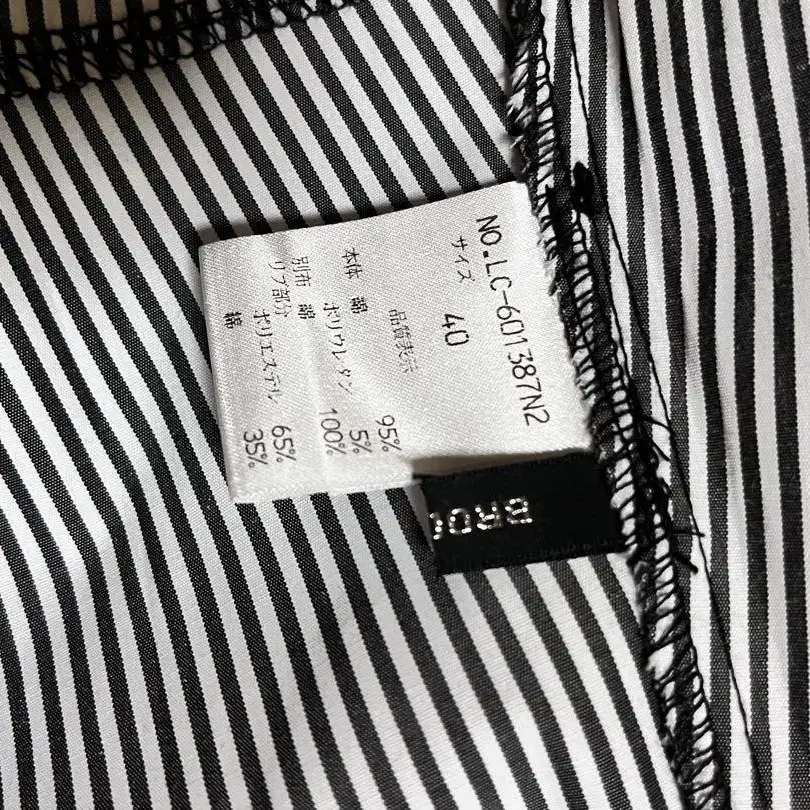 NO.LC-601387N2
サイズ 40
品質表示
本体 綿 95%
ポリウレタン 5%
別布 綿 100%
リブ部分
ポリエステル 65%
綿 35%